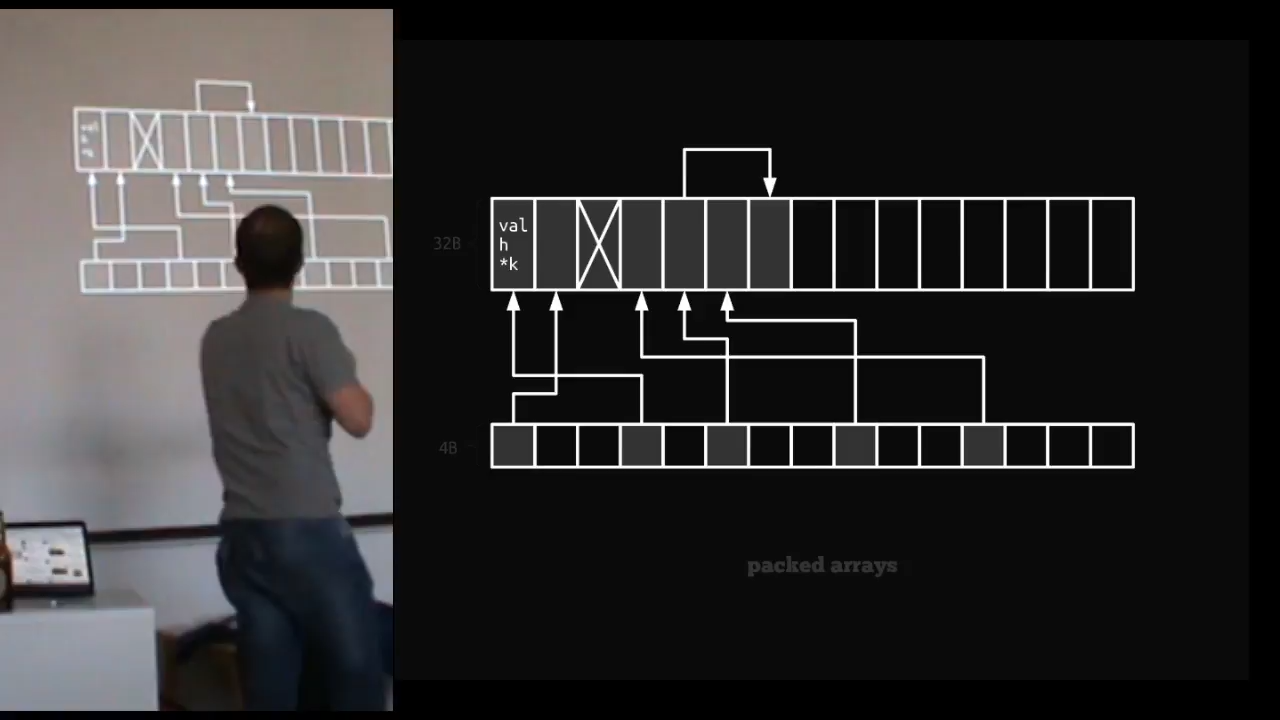 val
h
*k
32B
4B
packed arrays